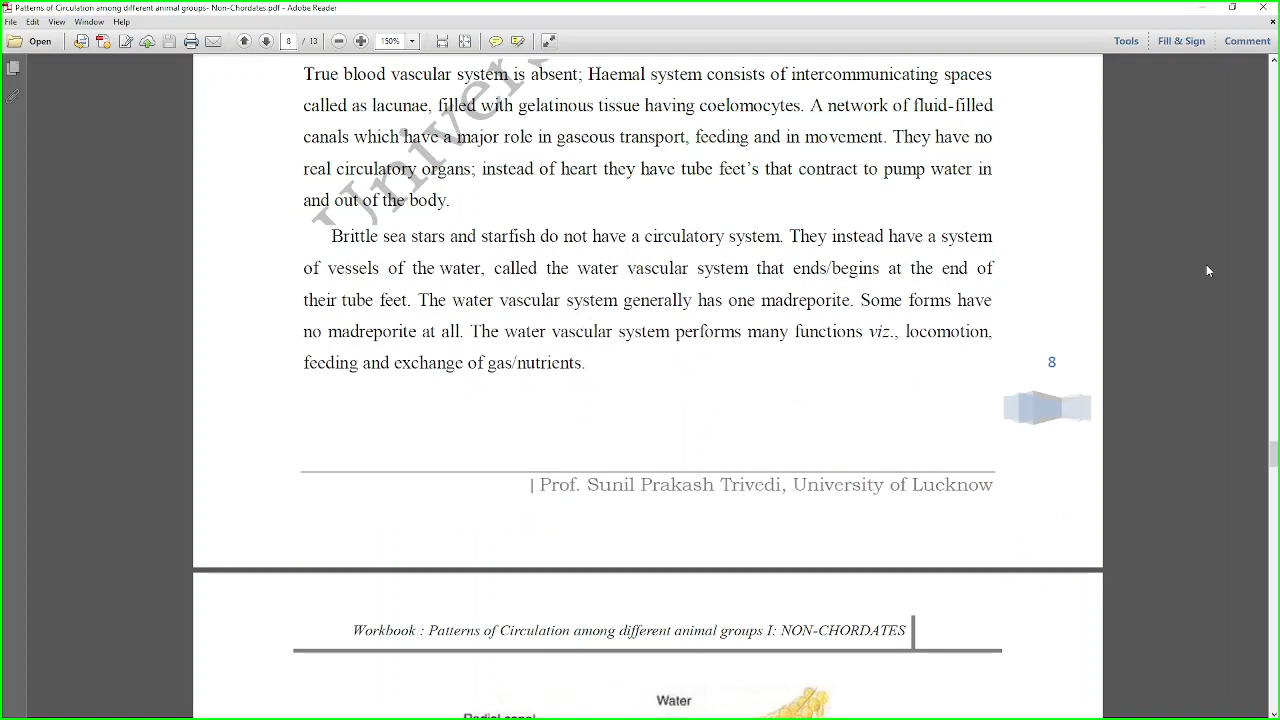 Patterns of Circulation among different animal groups- Non-Chordates.pdf - Adobe Reader
File Edit View Window Help
Open 8 / 13 150% Tools Fill & Sign Comment
True blood vascular system is absent; Haemal system consists of intercommunicating spaces
called as lacunae, filled with gelatinous tissue having coelomocytes. A network of fluid-filled
canals which have a major role in gaseous transport, feeding and in movement. They have no
real circulatory organs; instead of heart they have tube feet's that contract to pump water in
and out of the body.
Brittle sea stars and starfish do not have a circulatory system. They instead have a system
of vessels of the water, called the water vascular system that ends/begins at the end of
their tube feet. The water vascular system generally has one madreporite. Some forms have
no madreporite at all. The water vascular system performs many functions viz., locomotion,
feeding and exchange of gas/nutrients.
8
| Prof. Sunil Prakash Trivedi, University of Lucknow
Workbook : Patterns of Circulation among different animal groups I: NON-CHORDATES
Water
Radial canal